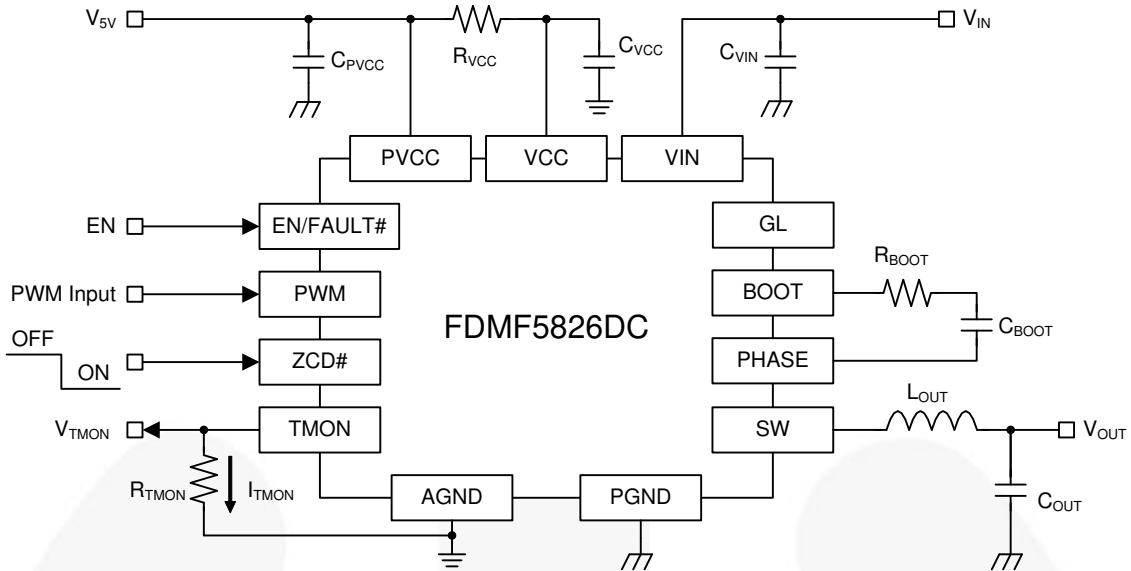 V5V
RVCC
CPVCC
CVCC
CVIN
VIN
PVCC
VCC
VIN
EN
EN/FAULT#
GL
RBOOT
PWM Input
PWM
BOOT
CBOOT
FDMF5826DC
OFF
ON
ZCD#
PHASE
LOUT
VTMON
TMON
SW
VOUT
RTMON
ITMON
AGND
PGND
COUT